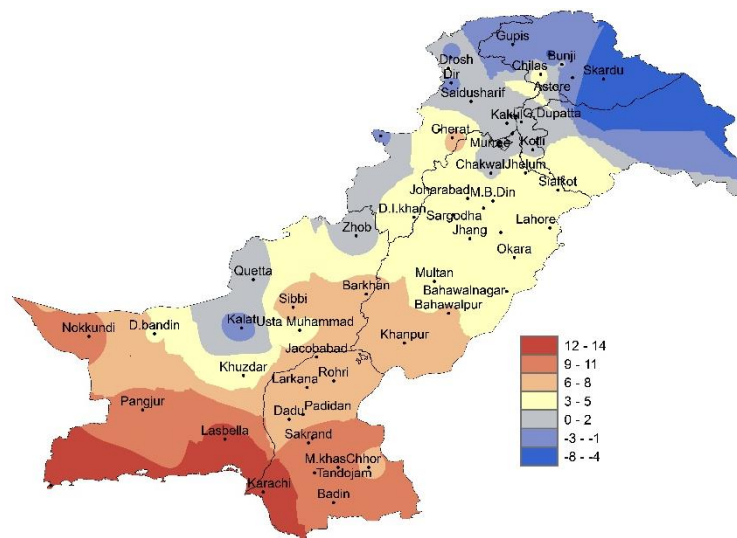 Gupis
Drosh
Bunji
Dir
Chilas
Skardu
Saidusharif
Astore
Kakul
G.Dupatta
Cherat
Murree
Kotli
Chakwal
Jhelum
Joharabad
M.B.Din
Sialkot
D.I.khan
Sargodha
Lahore
Zhob
Jhang
Okara
Quetta
Multan
Barkhan
Bahawalnagar
Sibbi
Bahawalpur
Nokkundi
D.bandin
Kalat
Usta Muhammad
Khanpur
Jacobabad
Khuzdar
Larkana
Rohri
Pangjur
Dadu
Padidan
Lasbella
Sakrand
M.khas
Chhor
Tandojam
Karachi
Badin
12 - 14
9 - 11
6 - 8
3 - 5
0 - 2
-3 - -1
-8 - -4